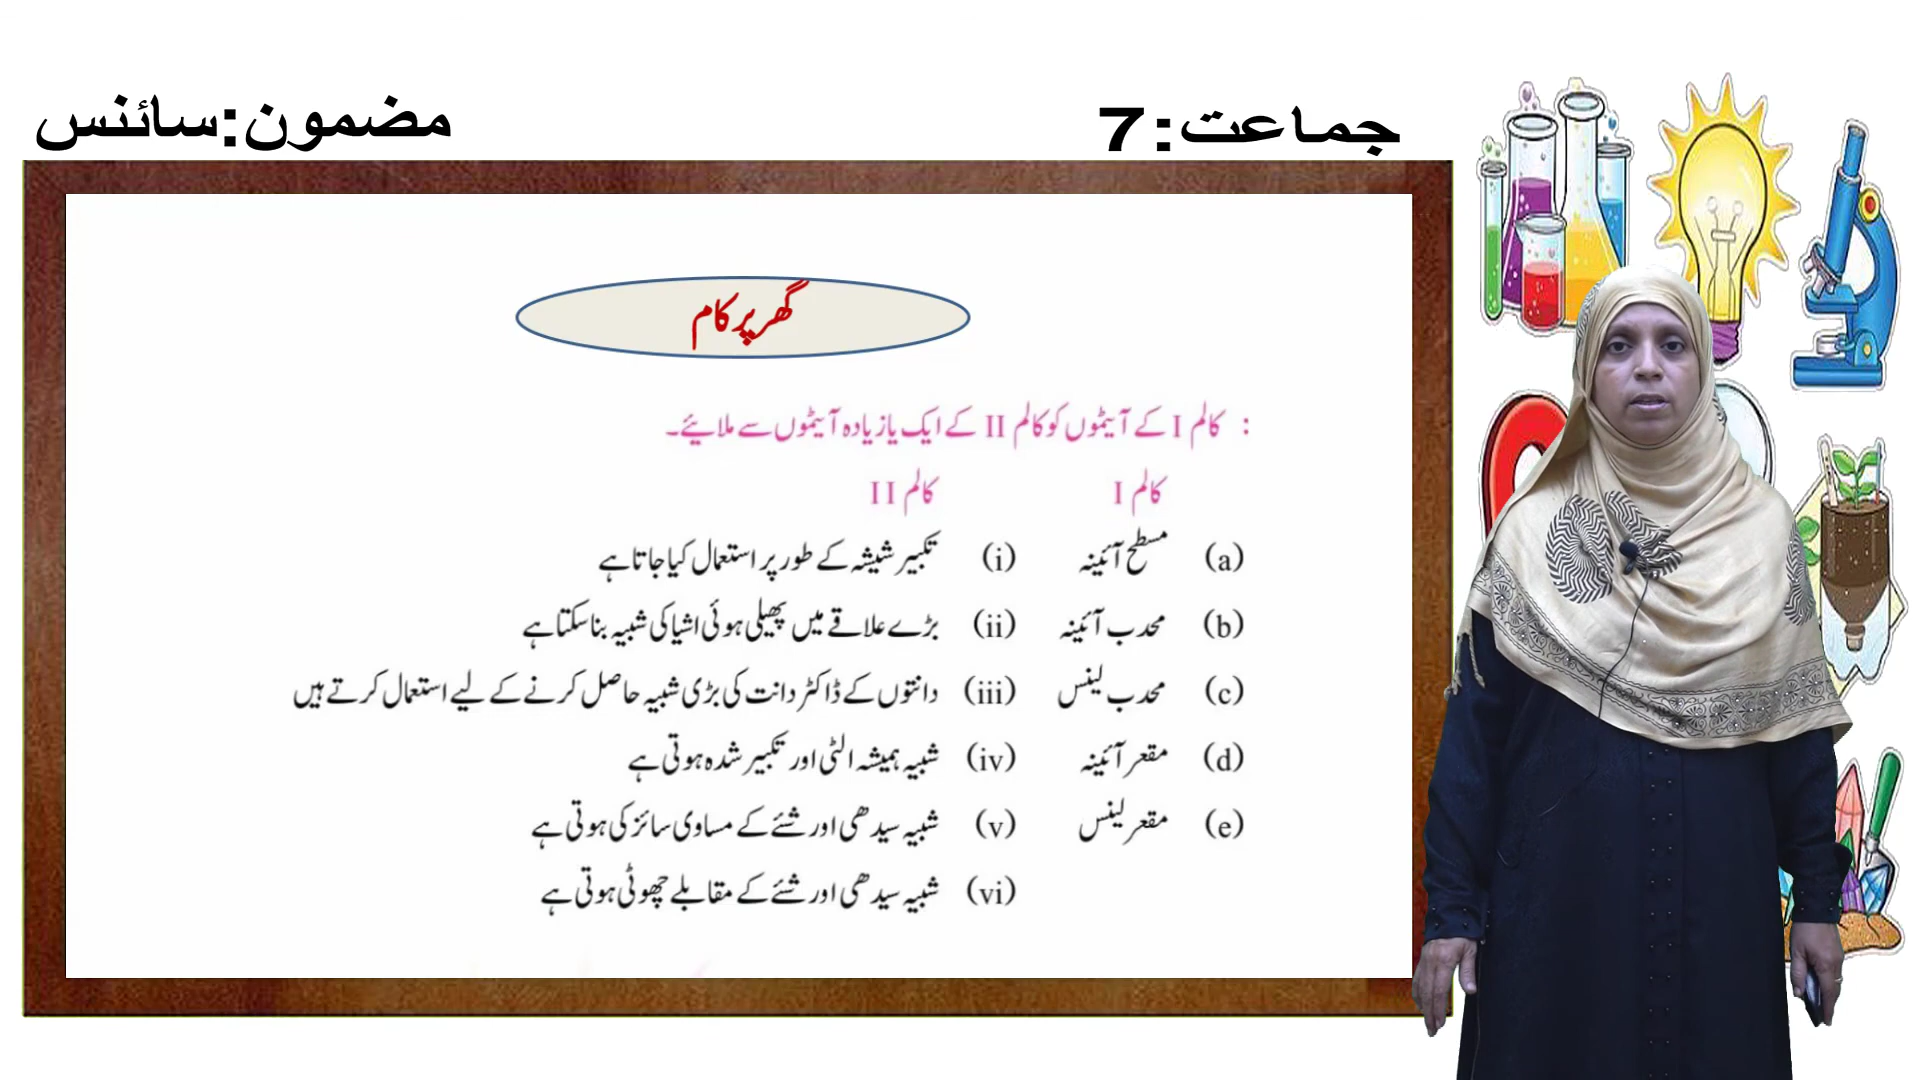 جماعت:7
مضمون:سائنس
گھر پر کام
: کالم I کے آئیٹموں کو کالم II کے ایک یا زیادہ آئیٹموں سے ملائیے۔
کالم I کالم II
(a) مسطح آئینہ (i) تکبیر شیشہ کے طور پر استعمال کیا جاتا ہے
(b) محدب آئینہ (ii) بڑے علاقے میں پھیلی ہوئی اشیا کی شبیہ بنا سکتا ہے
(c) محدب لینس (iii) دانتوں کے ڈاکٹر دانت کی بڑی شبیہ حاصل کرنے کے لیے استعمال کرتے ہیں
(d) مقعر آئینہ (iv) شبیہ ہمیشہ الٹی اور تکبیر شدہ ہوتی ہے
(e) مقعر لینس (v) شبیہ سیدھی اور شئے کے مساوی سائز کی ہوتی ہے
(vi) شبیہ سیدھی اور شئے کے مقابلے چھوٹی ہوتی ہے